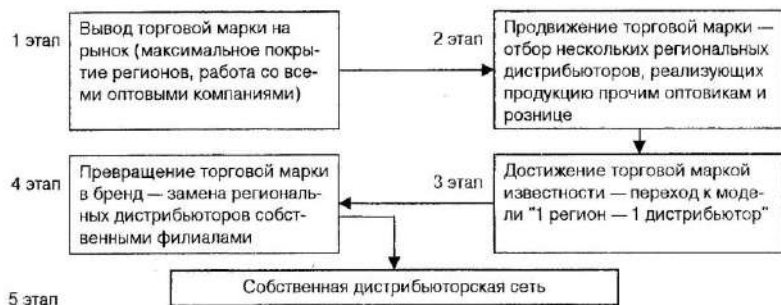 1 этап
Вывод торговой марки на
рынок (максимальное покры-
тие регионов, работа со все-
ми оптовыми компаниями)
2 этап
Продвижение торговой марки —
отбор нескольких региональных
дистрибьюторов, реализующих
продукцию прочим оптовикам и
рознице
3 этап
Достижение торговой маркой
известности — переход к моде-
ли "1 регион — 1 дистрибьютор"
4 этап
Превращение торговой марки
в бренд — замена региональ-
ных дистрибьюторов собст-
венными филиалами
5 этап
Собственная дистрибьюторская сеть